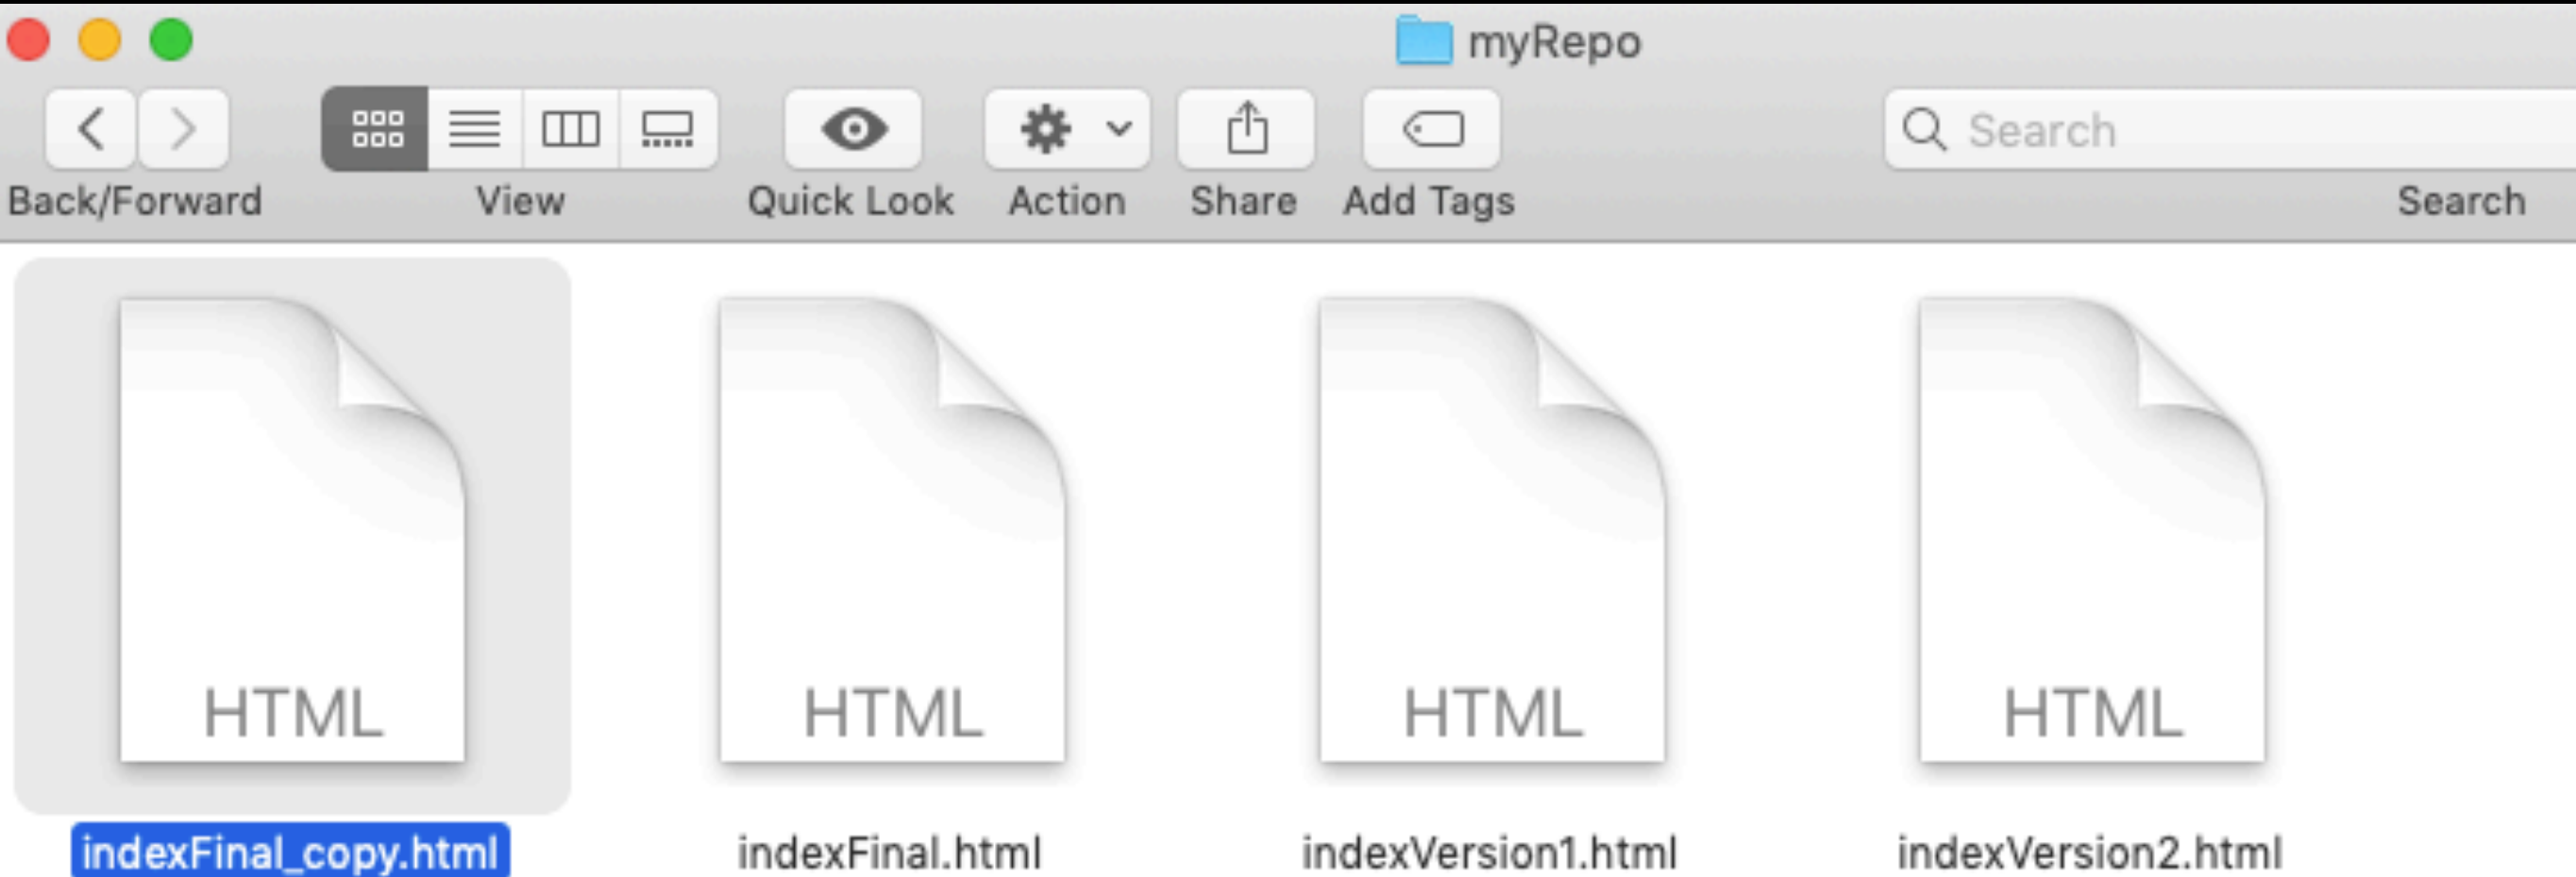 myRepo
Search
Back/Forward View Quick Look Action Share Add Tags Search
HTML HTML HTML HTML
indexFinal_copy.html indexFinal.html indexVersion1.html indexVersion2.html